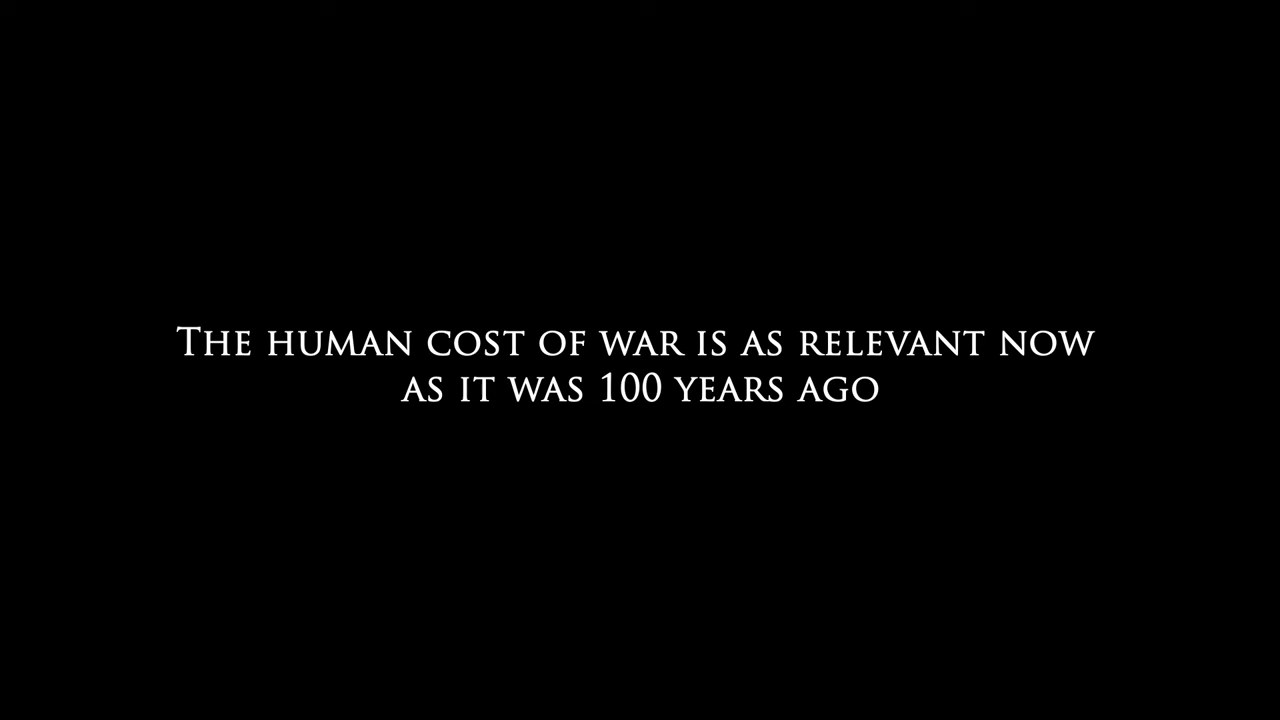 The human cost of war is as relevant now
as it was 100 years ago